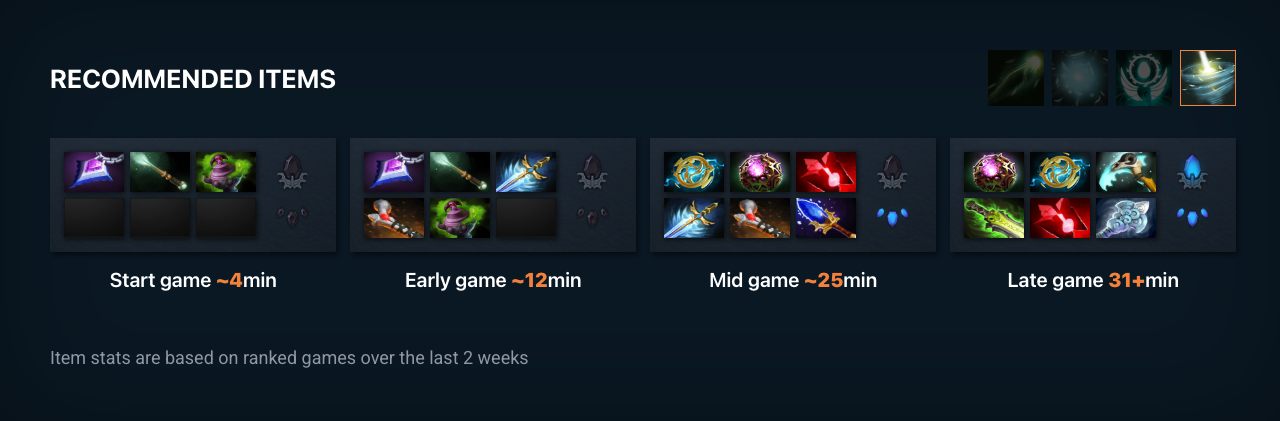 RECOMMENDED ITEMS
Start game ~4min
Early game ~12min
Mid game ~25min
Late game 31+min
Item stats are based on ranked games over the last 2 weeks